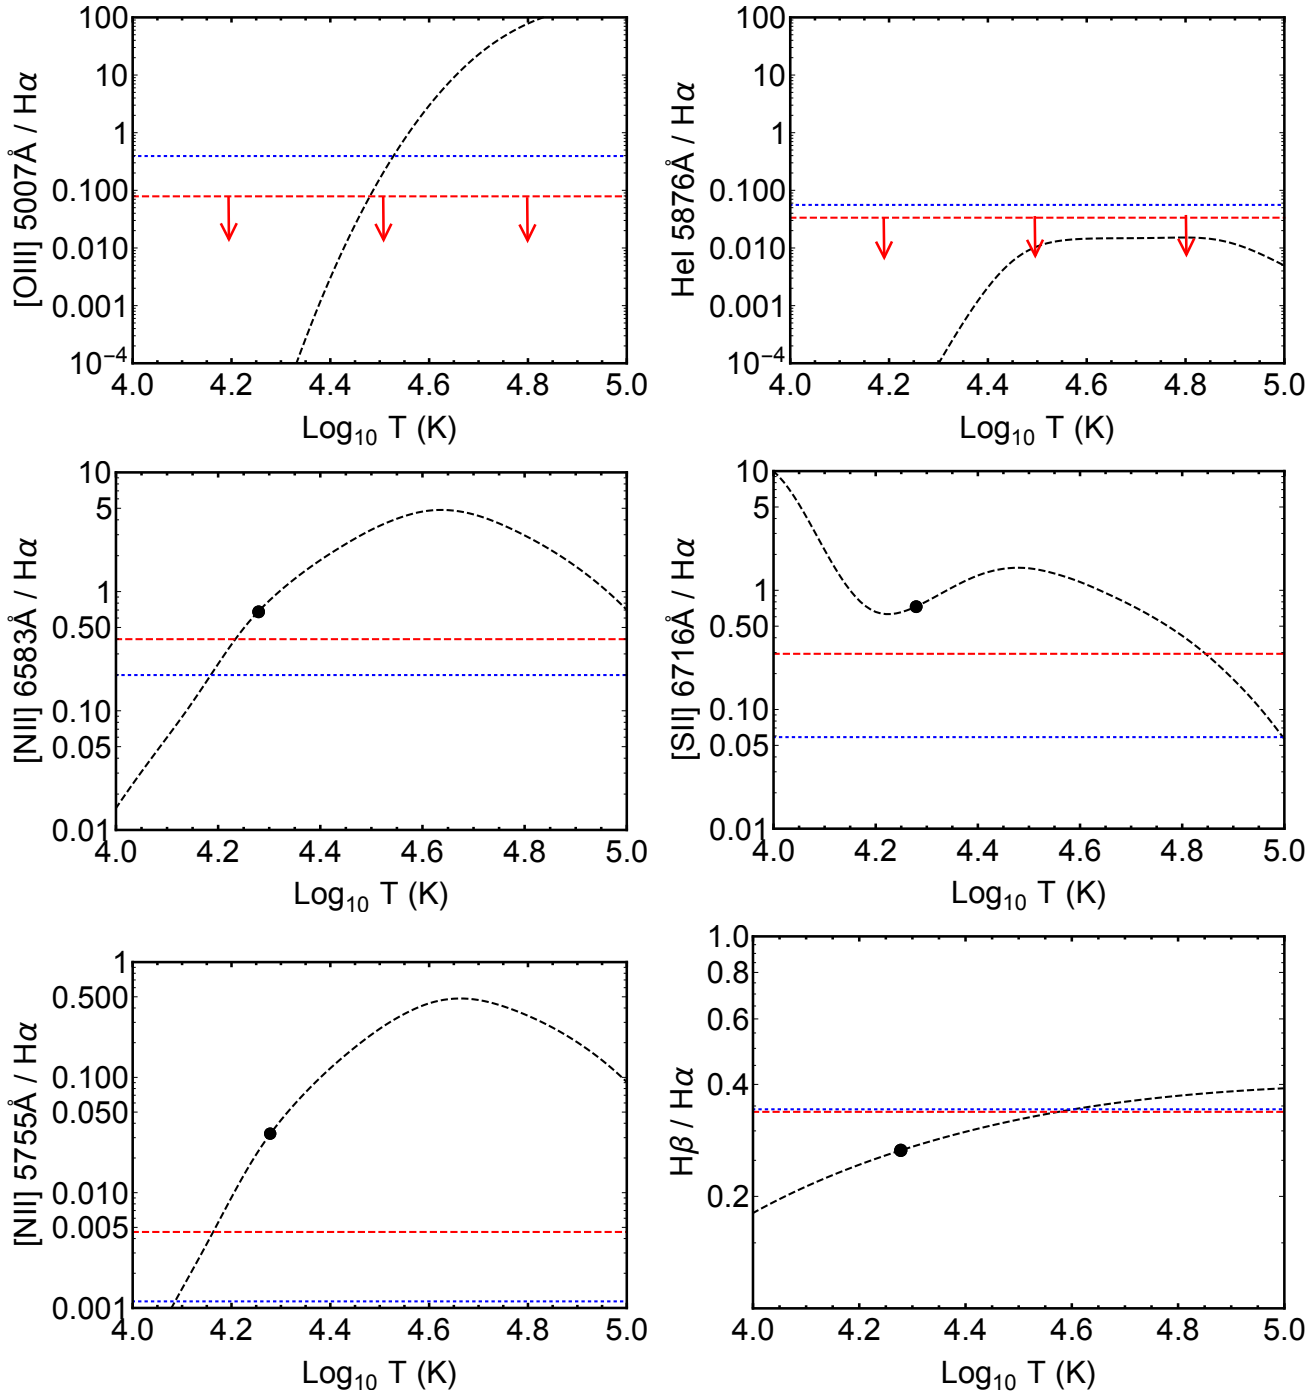 [OIII] 5007Å / Hα
100
10
1
0.100
0.010
0.001
10⁻⁴
4.0 4.2 4.4 4.6 4.8 5.0
Log₁₀ T (K)
HeI 5876Å / Hα
100
10
1
0.100
0.010
0.001
10⁻⁴
4.0 4.2 4.4 4.6 4.8 5.0
Log₁₀ T (K)
[NII] 6583Å / Hα
10
5
1
0.50
0.10
0.05
0.01
4.0 4.2 4.4 4.6 4.8 5.0
Log₁₀ T (K)
[SII] 6716Å / Hα
10
5
1
0.50
0.10
0.05
0.01
4.0 4.2 4.4 4.6 4.8 5.0
Log₁₀ T (K)
[NII] 5755Å / Hα
1
0.500
0.100
0.050
0.010
0.005
0.001
4.0 4.2 4.4 4.6 4.8 5.0
Log₁₀ T (K)
Hβ / Hα
1.0
0.8
0.6
0.4
0.2
4.0 4.2 4.4 4.6 4.8 5.0
Log₁₀ T (K)